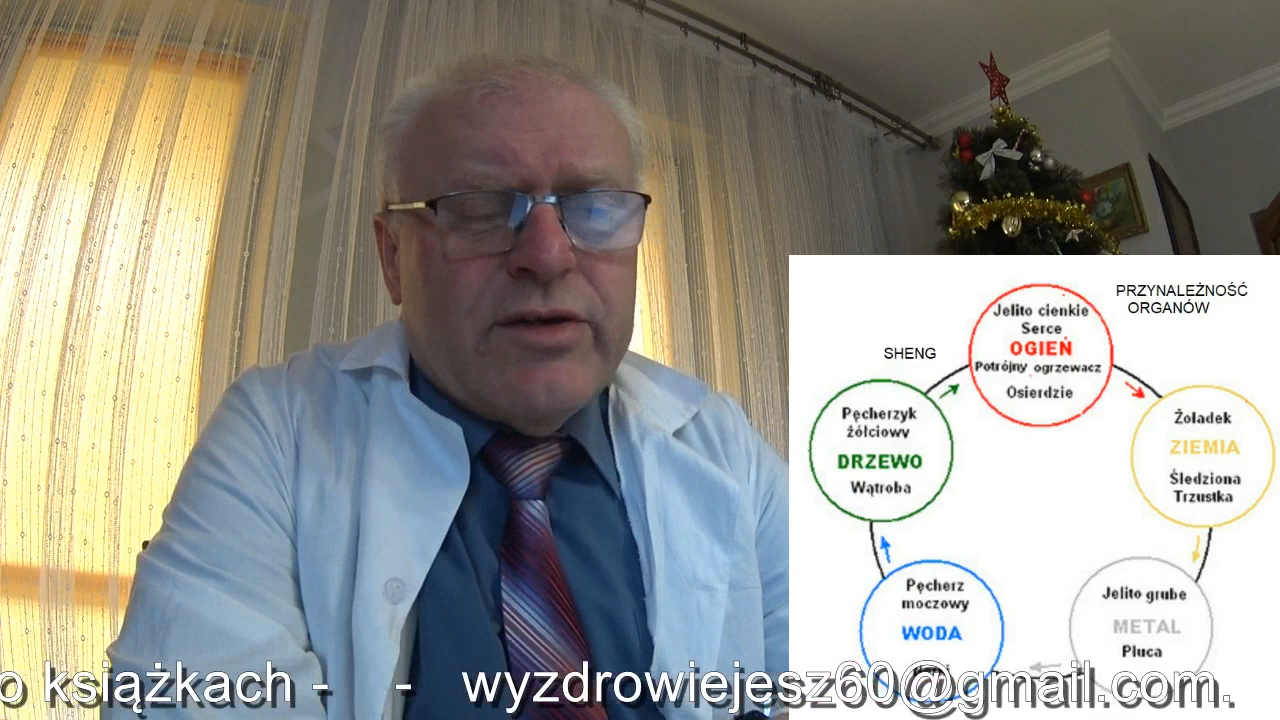 PRZYNALEŻNOŚĆ
ORGANÓW
SHENG
Jelito cienkie
Serce
OGIEŃ
Potrójny ogrzewacz
Osierdzie
Pęcherzyk
żółciowy
DRZEWO
Wątroba
Żoladek
ZIEMIA
Śledziona
Trzustka
Pęcherz
moczowy
WODA
Jelito grube
METAL
Płuca
o książkach - - wyzdrowiejesz60@gmail.com.